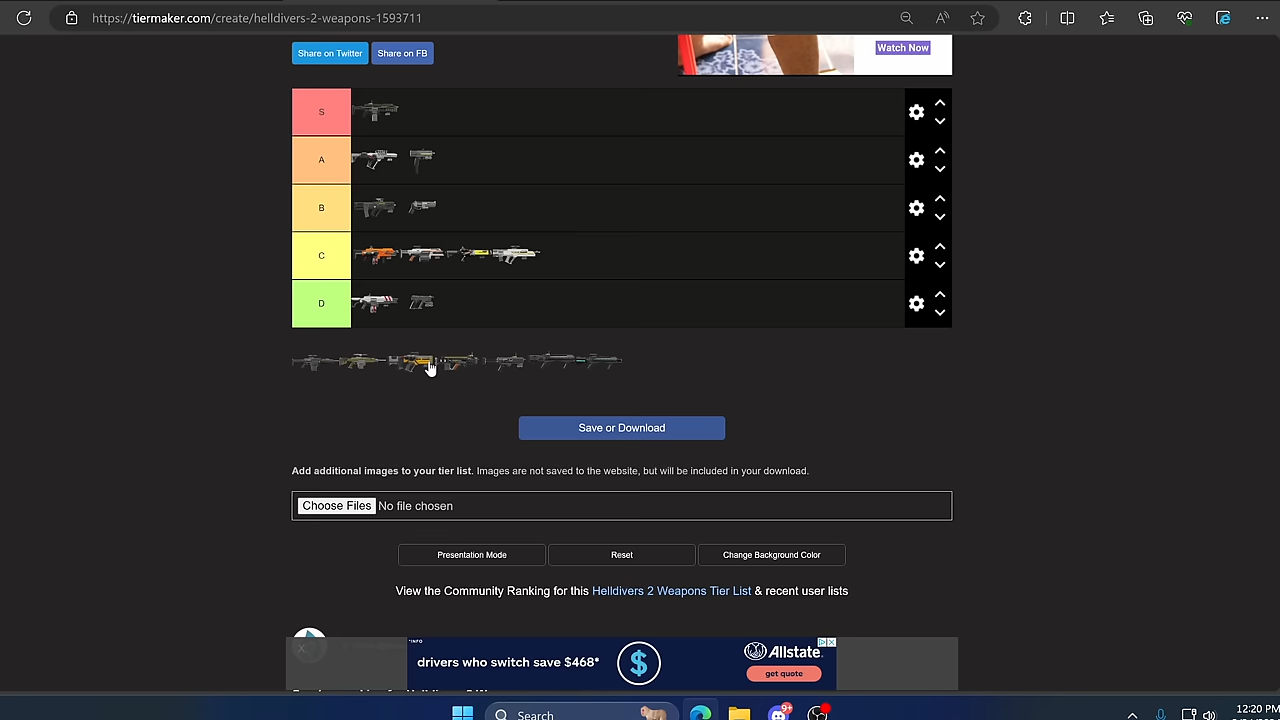 https://tiermaker.com/create/helldivers-2-weapons-1593711
Share on Twitter
Share on FB
Watch Now
S
A
B
C
D
Save or Download
Add additional images to your tier list. Images are not saved to the website, but will be included in your download.
Choose Files No file chosen
Presentation Mode
Reset
Change Background Color
View the Community Ranking for this Helldivers 2 Weapons Tier List & recent user lists
X
drivers who switch save $468*
$
Allstate.
get quote
Search
9+
12:20 PM